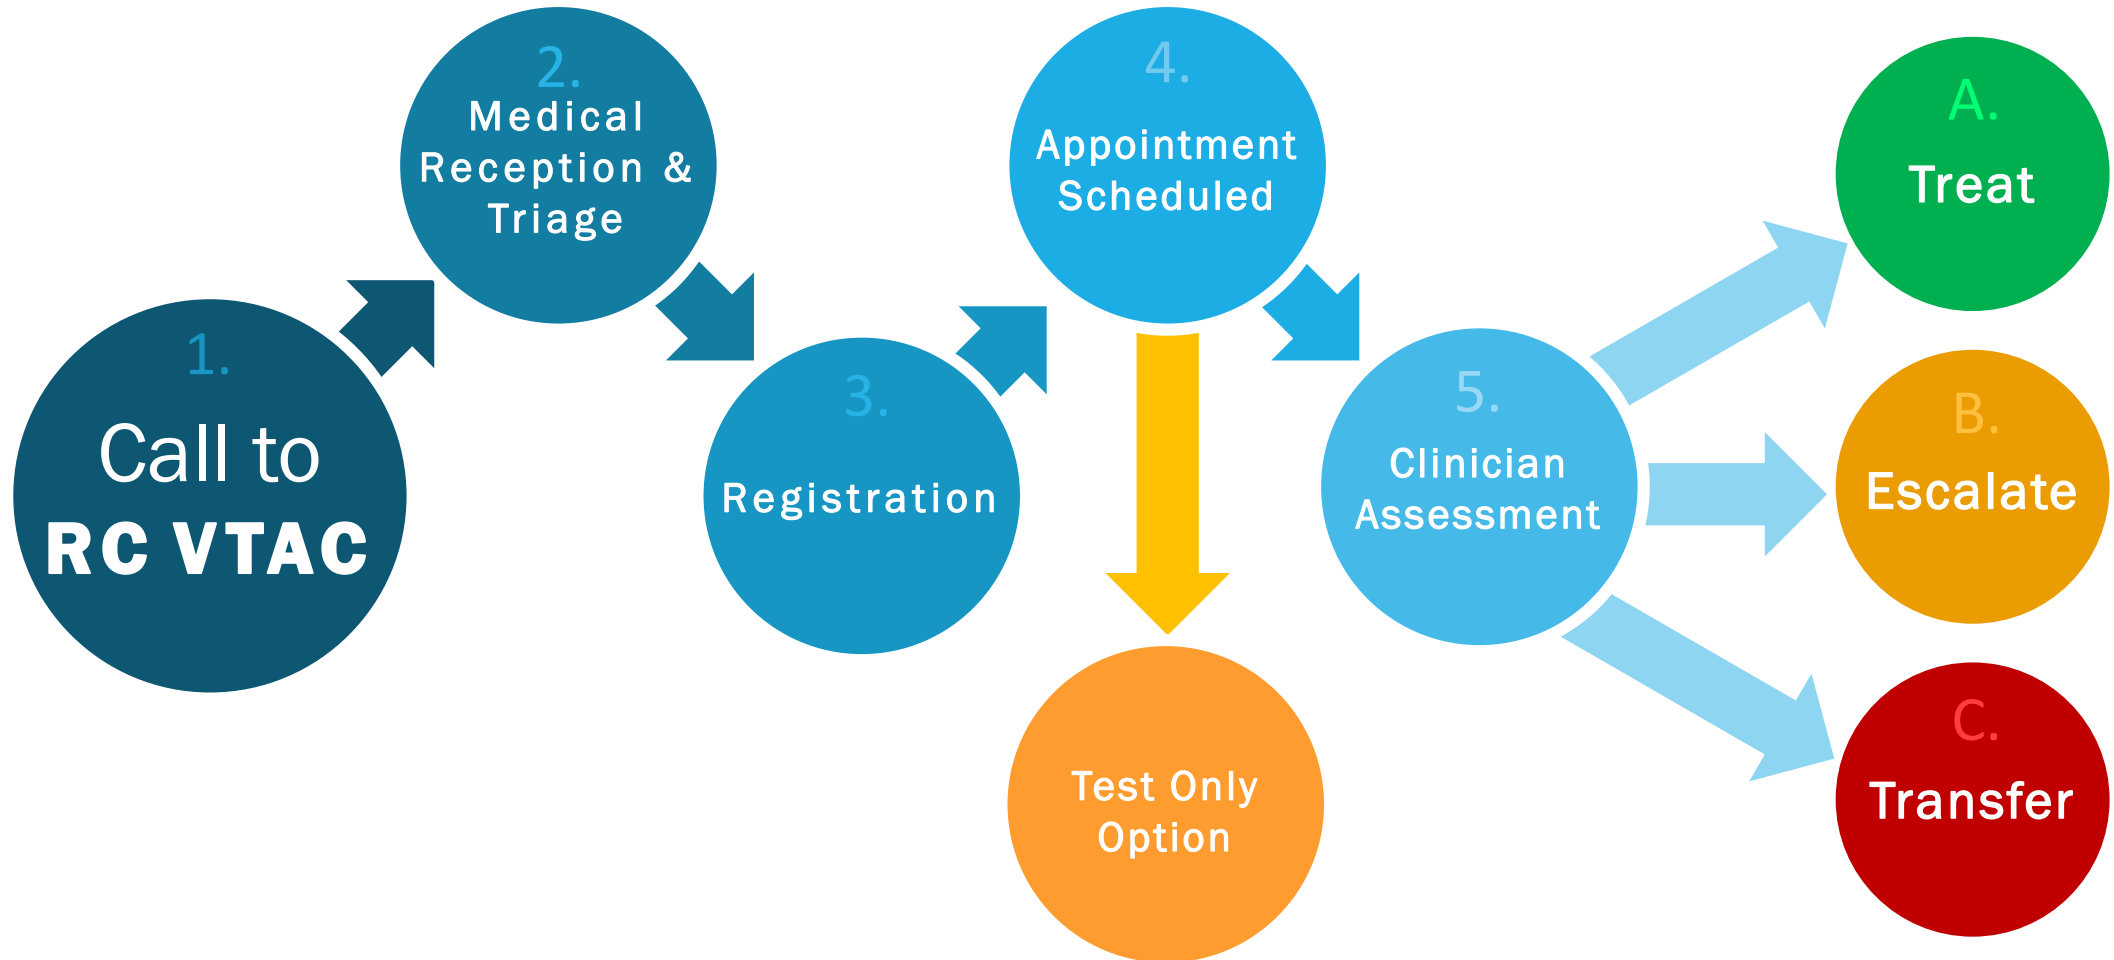 1.
Call to
RC VTAC
2.
Medical
Reception &
Triage
3.
Registration
4.
Appointment
Scheduled
Test Only
Option
5.
Clinician
Assessment
A.
Treat
B.
Escalate
C.
Transfer